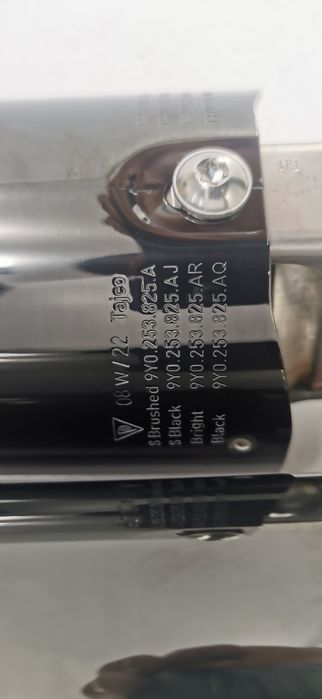 08W/22 Tajco
S Brushed 9Y0.253.825.A
S Black 9Y0.253.825.AJ
Bright 9Y0.253.825.AR
Black 9Y0.253.825.AQ